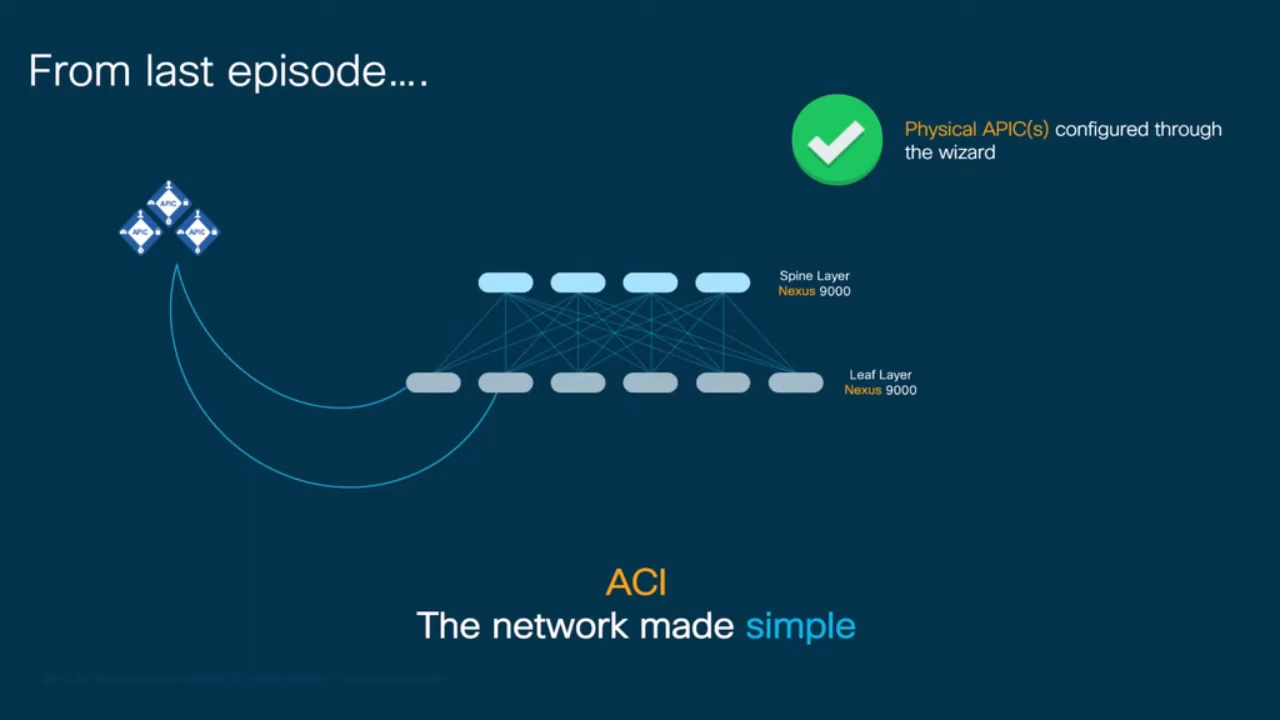 From last episode….
Physical APIC(s) configured through
the wizard
APIC
APIC
APIC
Spine Layer
Nexus 9000
Leaf Layer
Nexus 9000
ACI
The network made simple